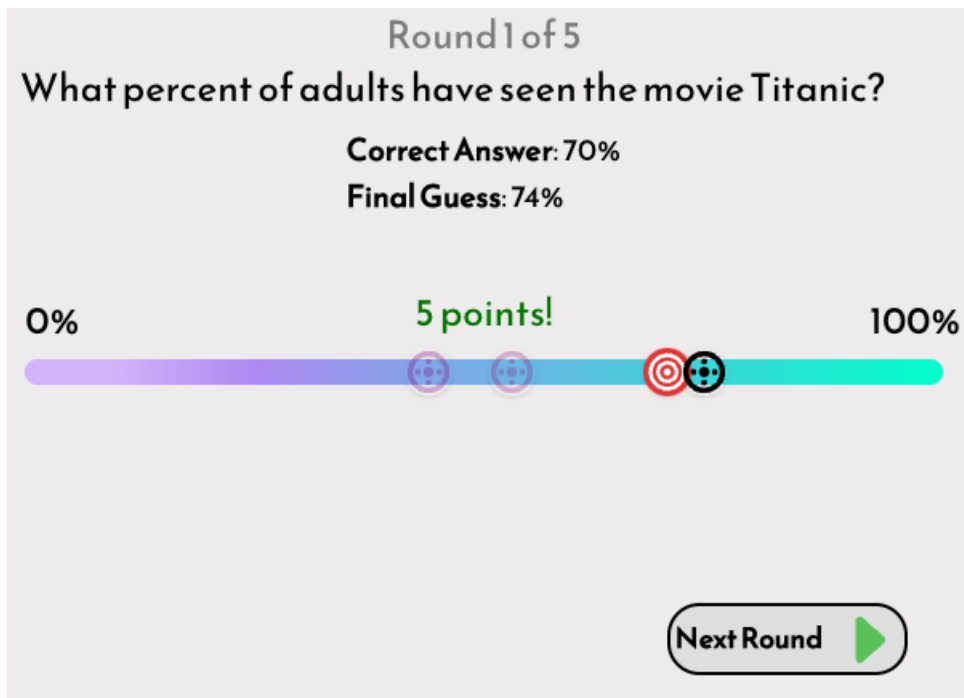 Round 1 of 5
What percent of adults have seen the movie Titanic?
Correct Answer: 70%
Final Guess: 74%
5 points!
0%
100%
Next Round